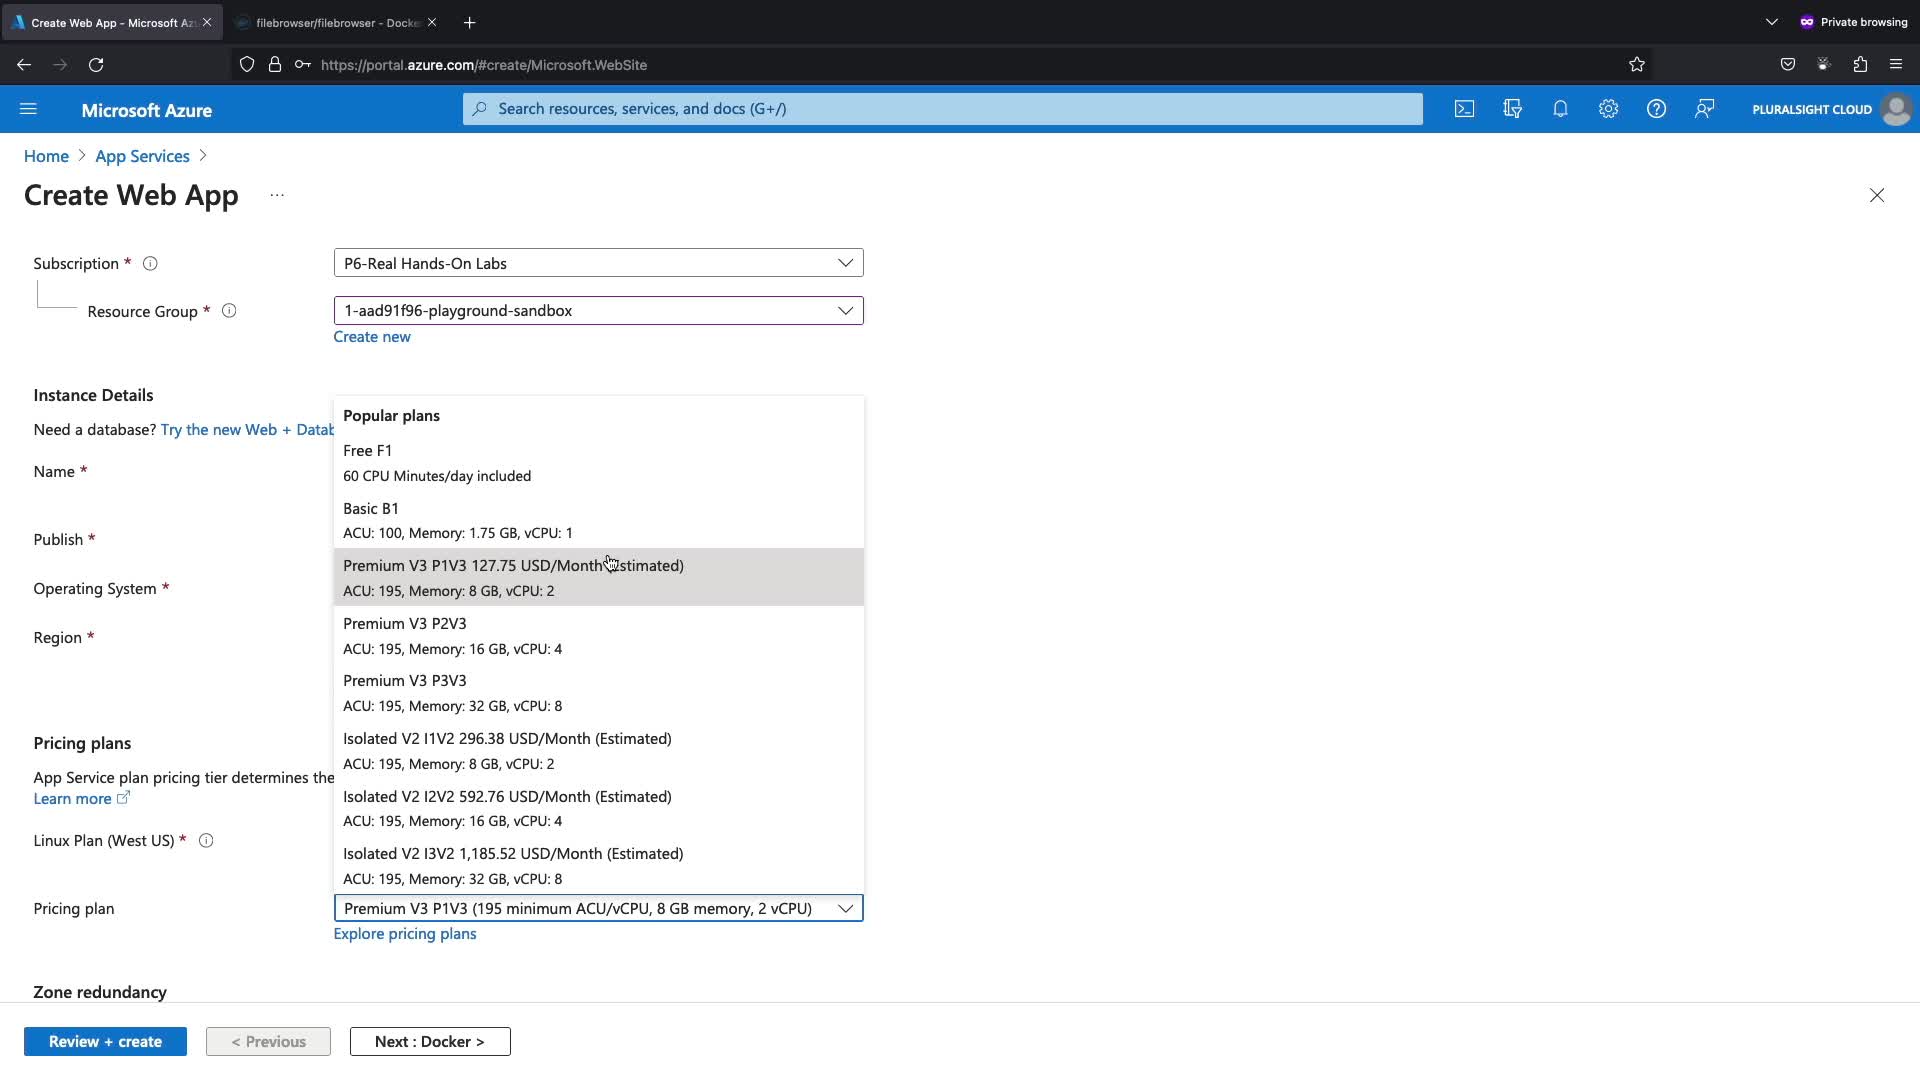 Create Web App - Microsoft Azu
filebrowser/filebrowser - Docke
Private browsing
https://portal.azure.com/#create/Microsoft.WebSite
Microsoft Azure
Search resources, services, and docs (G+/)
PLURALSIGHT CLOUD
Home > App Services >
Create Web App ...
Subscription *
P6-Real Hands-On Labs
Resource Group *
1-aad91f96-playground-sandbox
Create new
Instance Details
Need a database? Try the new Web + Datab
Name *
Publish *
Operating System *
Region *
Popular plans
Free F1
60 CPU Minutes/day included
Basic B1
ACU: 100, Memory: 1.75 GB, vCPU: 1
Premium V3 P1V3 127.75 USD/Month stimated)
ACU: 195, Memory: 8 GB, vCPU: 2
Premium V3 P2V3
ACU: 195, Memory: 16 GB, vCPU: 4
Premium V3 P3V3
ACU: 195, Memory: 32 GB, vCPU: 8
Isolated V2 I1V2 296.38 USD/Month (Estimated)
ACU: 195, Memory: 8 GB, vCPU: 2
Isolated V2 I2V2 592.76 USD/Month (Estimated)
ACU: 195, Memory: 16 GB, vCPU: 4
Isolated V2 I3V2 1,185.52 USD/Month (Estimated)
ACU: 195, Memory: 32 GB, vCPU: 8
Pricing plans
App Service plan pricing tier determines the
Learn more
Linux Plan (West US) *
Pricing plan
Premium V3 P1V3 (195 minimum ACU/vCPU, 8 GB memory, 2 vCPU)
Explore pricing plans
Zone redundancy
Review + create
< Previous
Next : Docker >